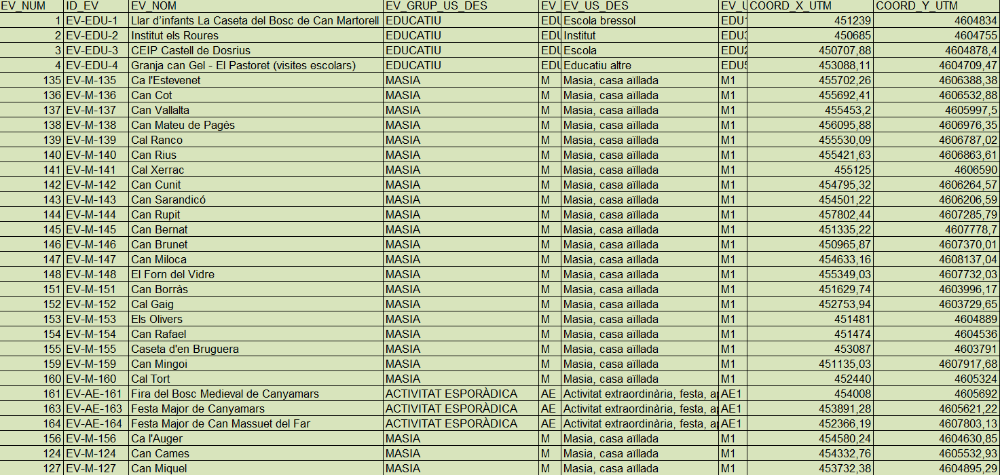 EV_NUM ID_EV EV_NOM EV_GRUP_US_DES EV_ EV_US_DES EV_U COORD_X_UTM COORD_Y_UTM
1 EV-EDU-1 Llar d’infants La Caseta del Bosc de Can Martorell EDUCATIU EDU Escola bressol EDU1 451239 4604834
2 EV-EDU-2 Institut els Roures EDUCATIU EDU Institut EDU3 450685 4604755
3 EV-EDU-3 CEIP Castell de Dosrius EDUCATIU EDU Escola EDU2 450707,88 4604878,4
4 EV-EDU-4 Granja can Gel - El Pastoret (visites escolars) EDUCATIU EDU Educatiu altre EDU5 453088,11 4604709,47
135 EV-M-135 Ca l'Estevenet MASIA M Masia, casa aïllada M1 455702,26 4606388,38
136 EV-M-136 Can Cot MASIA M Masia, casa aïllada M1 455692,41 4606532,88
137 EV-M-137 Can Vallalta MASIA M Masia, casa aïllada M1 455453,2 4605997,5
138 EV-M-138 Can Mateu de Pagès MASIA M Masia, casa aïllada M1 456095,88 4606976,35
139 EV-M-139 Cal Ranco MASIA M Masia, casa aïllada M1 455530,09 4606787,02
140 EV-M-140 Can Rius MASIA M Masia, casa aïllada M1 455421,63 4606863,61
141 EV-M-141 Cal Xerrac MASIA M Masia, casa aïllada M1 455125 4606590
142 EV-M-142 Can Cunit MASIA M Masia, casa aïllada M1 454795,32 4606264,57
143 EV-M-143 Can Sarandicó MASIA M Masia, casa aïllada M1 454501,22 4606206,59
144 EV-M-144 Can Rupit MASIA M Masia, casa aïllada M1 457802,44 4607285,79
145 EV-M-145 Can Bernat MASIA M Masia, casa aïllada M1 451335,22 4607778,7
146 EV-M-146 Can Brunet MASIA M Masia, casa aïllada M1 450965,87 4607370,01
147 EV-M-147 Can Miloca MASIA M Masia, casa aïllada M1 454633,16 4608137,04
148 EV-M-148 El Forn del Vidre MASIA M Masia, casa aïllada M1 455349,03 4607732,03
151 EV-M-151 Can Borràs MASIA M Masia, casa aïllada M1 451629,74 4603996,17
152 EV-M-152 Cal Gaig MASIA M Masia, casa aïllada M1 452753,94 4603729,65
153 EV-M-153 Els Olivers MASIA M Masia, casa aïllada M1 451481 4604889
154 EV-M-154 Can Rafael MASIA M Masia, casa aïllada M1 451474 4604536
155 EV-M-155 Caseta d'en Bruguera MASIA M Masia, casa aïllada M1 453087 4603791
159 EV-M-159 Can Mingoi MASIA M Masia, casa aïllada M1 451135,03 4607917,68
160 EV-M-160 Cal Tort MASIA M Masia, casa aïllada M1 452440 4605324
161 EV-AE-161 Fira del Bosc Medieval de Canyamars ACTIVITAT ESPORÀDICA AE Activitat extraordinària, festa, ap AE1 454008 4605692
163 EV-AE-163 Festa Major de Canyamars ACTIVITAT ESPORÀDICA AE Activitat extraordinària, festa, ap AE1 453891,28 4605621,22
164 EV-AE-164 Festa Major de Can Massuet del Far ACTIVITAT ESPORÀDICA AE Activitat extraordinària, festa, ap AE1 452366,19 4607803,13
156 EV-M-156 Ca l'Auger MASIA M Masia, casa aïllada M1 454580,24 4604630,85
124 EV-M-124 Can Cames MASIA M Masia, casa aïllada M1 454332,76 4605532,93
127 EV-M-127 Can Miquel MASIA M Masia, casa aïllada M1 453732,38 4604895,29